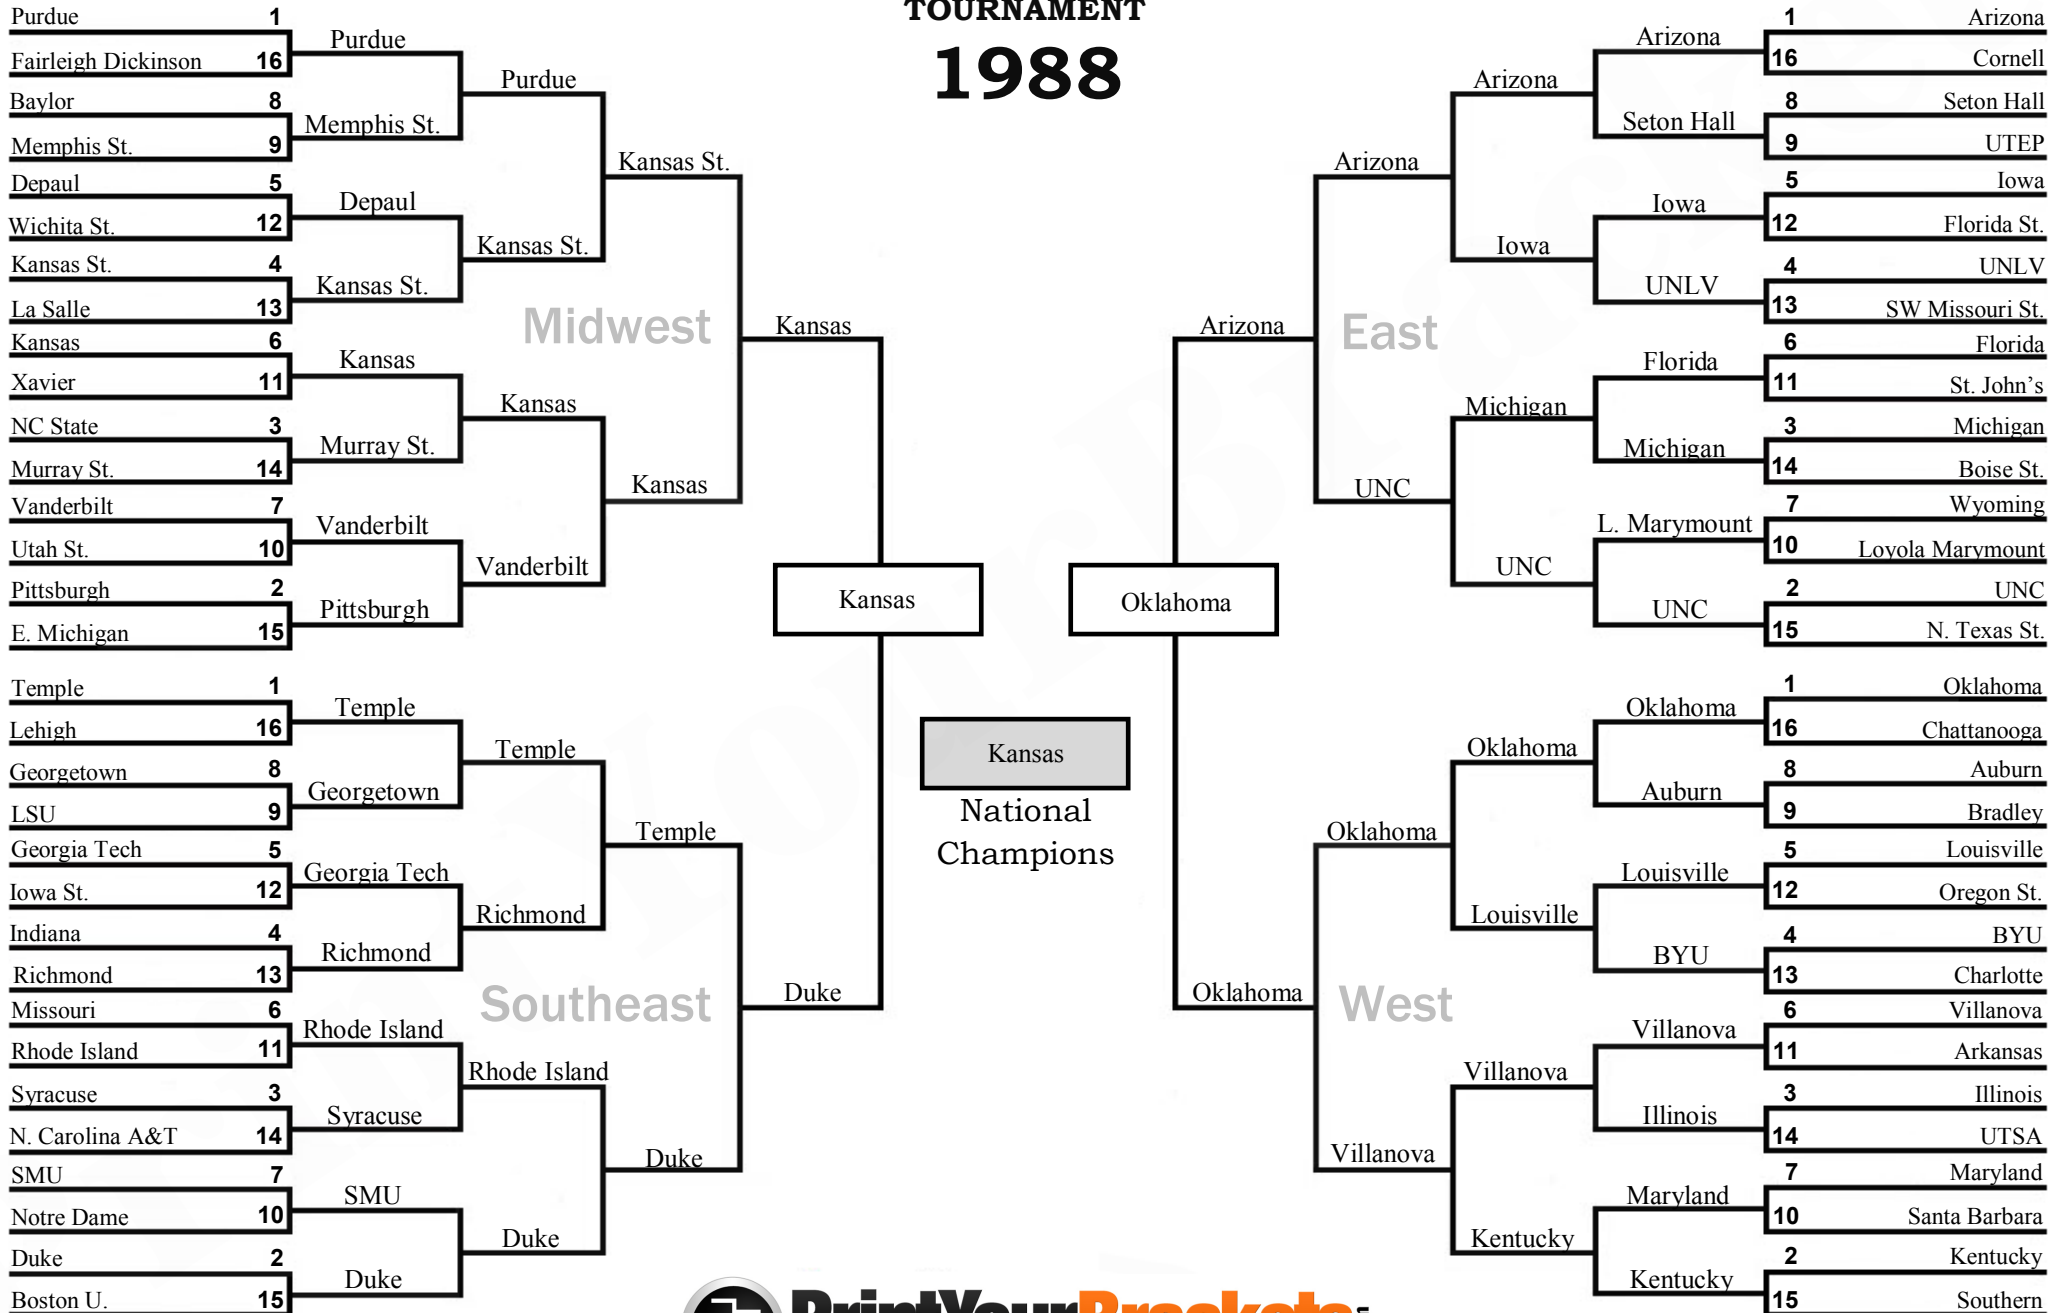 TOURNAMENT
1988
Purdue 1
Fairleigh Dickinson 16
Baylor 8
Memphis St. 9
Depaul 5
Wichita St. 12
Kansas St. 4
La Salle 13
Kansas 6
Xavier 11
NC State 3
Murray St. 14
Vanderbilt 7
Utah St. 10
Pittsburgh 2
E. Michigan 15
Purdue
Memphis St.
Depaul
Kansas St.
Kansas
Murray St.
Vanderbilt
Pittsburgh
Purdue
Kansas St.
Kansas
Vanderbilt
Kansas St.
Kansas
Midwest
Kansas
Temple 1
Lehigh 16
Georgetown 8
LSU 9
Georgia Tech 5
Iowa St. 12
Indiana 4
Richmond 13
Missouri 6
Rhode Island 11
Syracuse 3
N. Carolina A&T 14
SMU 7
Notre Dame 10
Duke 2
Boston U. 15
Temple
Georgetown
Georgia Tech
Richmond
Rhode Island
Syracuse
SMU
Duke
Temple
Richmond
Rhode Island
Duke
Temple
Duke
Southeast
Duke
Kansas
Oklahoma
Kansas
National
Champions
1 Arizona
16 Cornell
8 Seton Hall
9 UTEP
5 Iowa
12 Florida St.
4 UNLV
13 SW Missouri St.
6 Florida
11 St. John’s
3 Michigan
14 Boise St.
7 Wyoming
10 Loyola Marymount
2 UNC
15 N. Texas St.
Arizona
Seton Hall
Iowa
UNLV
Florida
Michigan
L. Marymount
UNC
Arizona
Iowa
Michigan
UNC
Arizona
UNC
East
Arizona
1 Oklahoma
16 Chattanooga
8 Auburn
9 Bradley
5 Louisville
12 Oregon St.
4 BYU
13 Charlotte
6 Villanova
11 Arkansas
3 Illinois
14 UTSA
7 Maryland
10 Santa Barbara
2 Kentucky
15 Southern
Oklahoma
Auburn
Louisville
BYU
Villanova
Illinois
Maryland
Kentucky
Oklahoma
Louisville
Villanova
Kentucky
Oklahoma
Villanova
West
Oklahoma
PrintYourBrackets